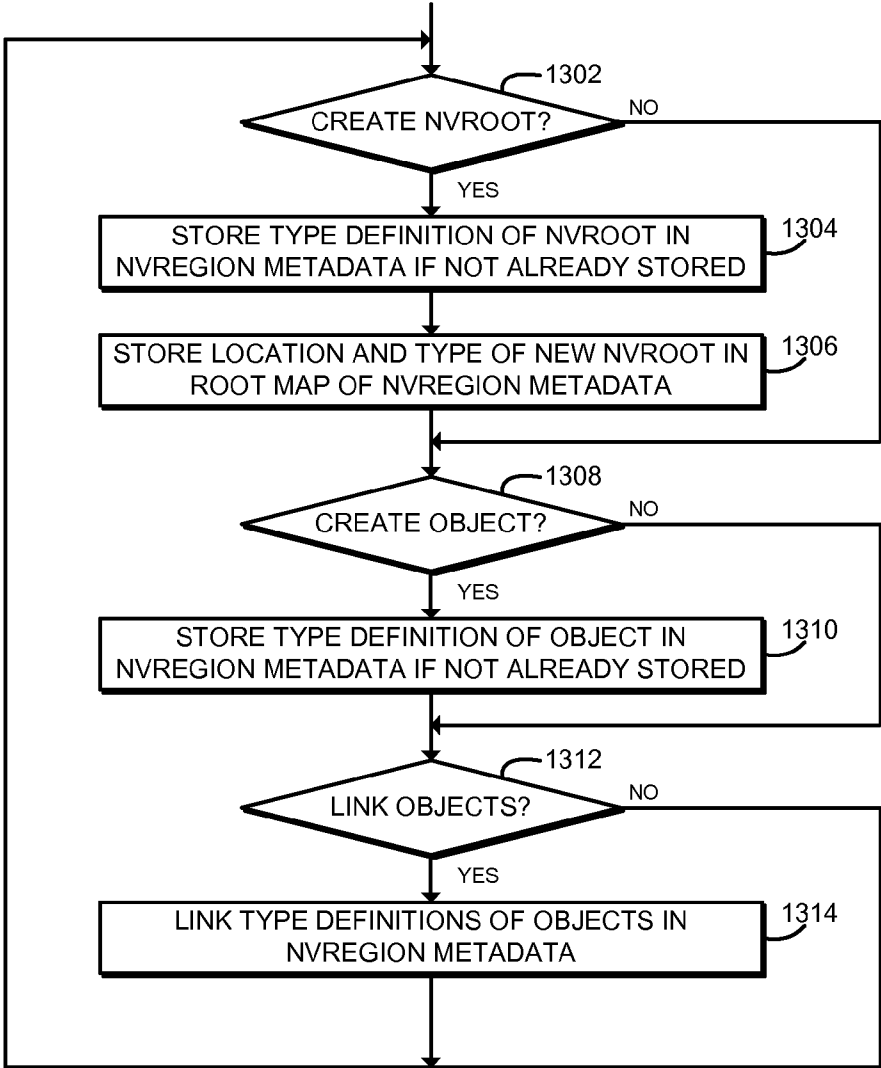 1302
CREATE NVROOT?
NO
YES
STORE TYPE DEFINITION OF NVROOT IN
NVREGION METADATA IF NOT ALREADY STORED
1304
STORE LOCATION AND TYPE OF NEW NVROOT IN
ROOT MAP OF NVREGION METADATA
1306
1308
CREATE OBJECT?
NO
YES
STORE TYPE DEFINITION OF OBJECT IN
NVREGION METADATA IF NOT ALREADY STORED
1310
1312
LINK OBJECTS?
NO
YES
LINK TYPE DEFINITIONS OF OBJECTS IN
NVREGION METADATA
1314